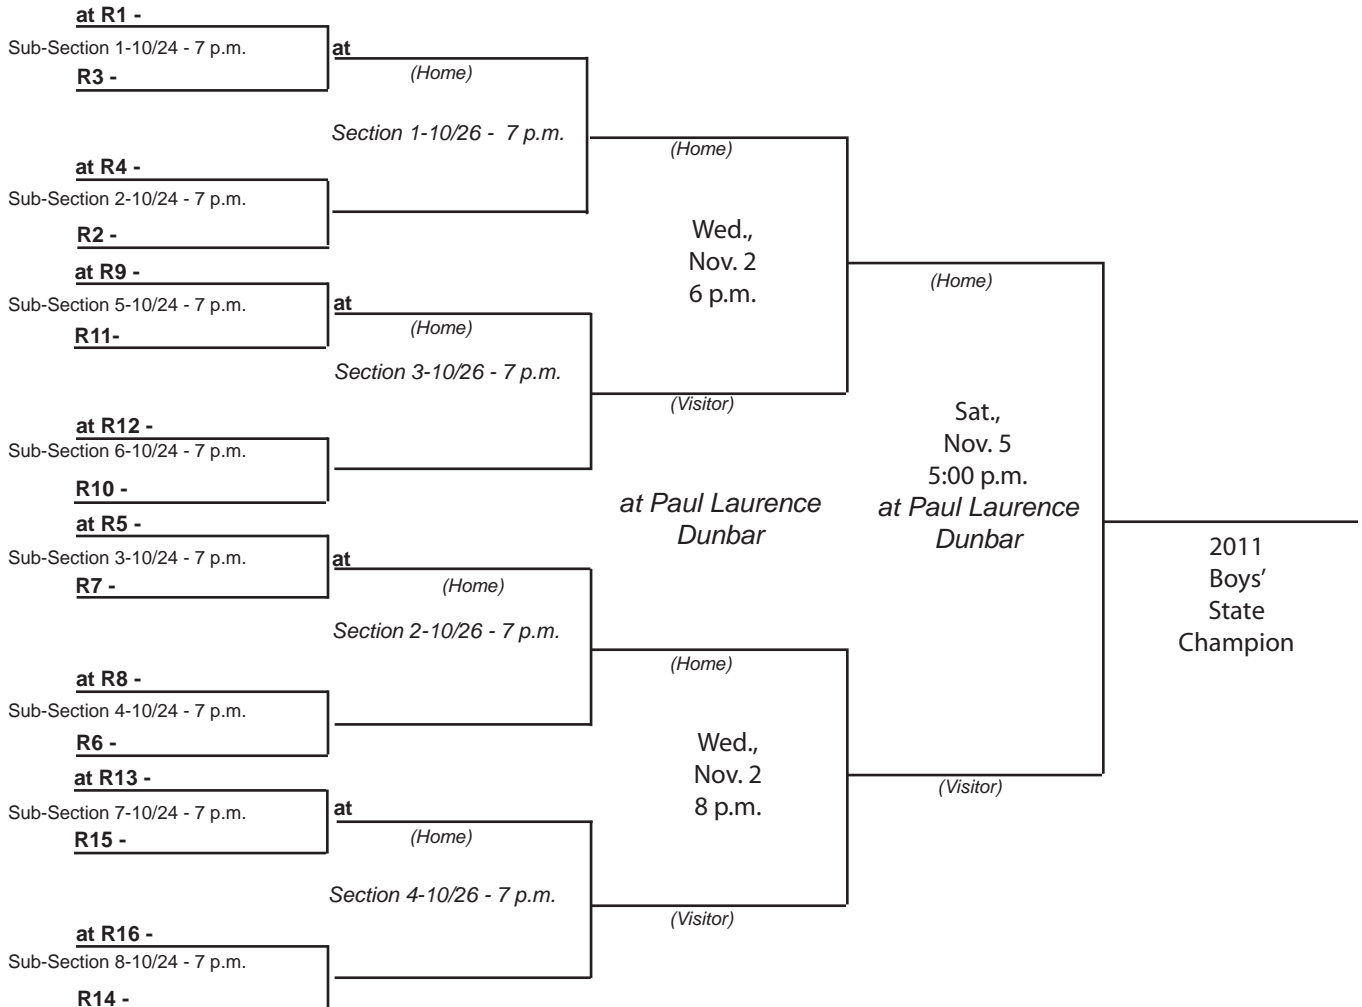 at R1 -
Sub-Section 1-10/24 - 7 p.m.
R3 -
at
(Home)
Section 1-10/26 - 7 p.m.
at R4 -
Sub-Section 2-10/24 - 7 p.m.
R2 -
(Home)
Wed.,
Nov. 2
6 p.m.
at R9 -
Sub-Section 5-10/24 - 7 p.m.
R11-
at
(Home)
Section 3-10/26 - 7 p.m.
(Visitor)
at R12 -
Sub-Section 6-10/24 - 7 p.m.
R10 -
at Paul Laurence
Dunbar
(Home)
Sat.,
Nov. 5
5:00 p.m.
at Paul Laurence
Dunbar
2011
Boys’
State
Champion
at R5 -
Sub-Section 3-10/24 - 7 p.m.
R7 -
at
(Home)
Section 2-10/26 - 7 p.m.
(Home)
at R8 -
Sub-Section 4-10/24 - 7 p.m.
R6 -
Wed.,
Nov. 2
8 p.m.
(Visitor)
at R13 -
Sub-Section 7-10/24 - 7 p.m.
R15 -
at
(Home)
Section 4-10/26 - 7 p.m.
(Visitor)
at R16 -
Sub-Section 8-10/24 - 7 p.m.
R14 -